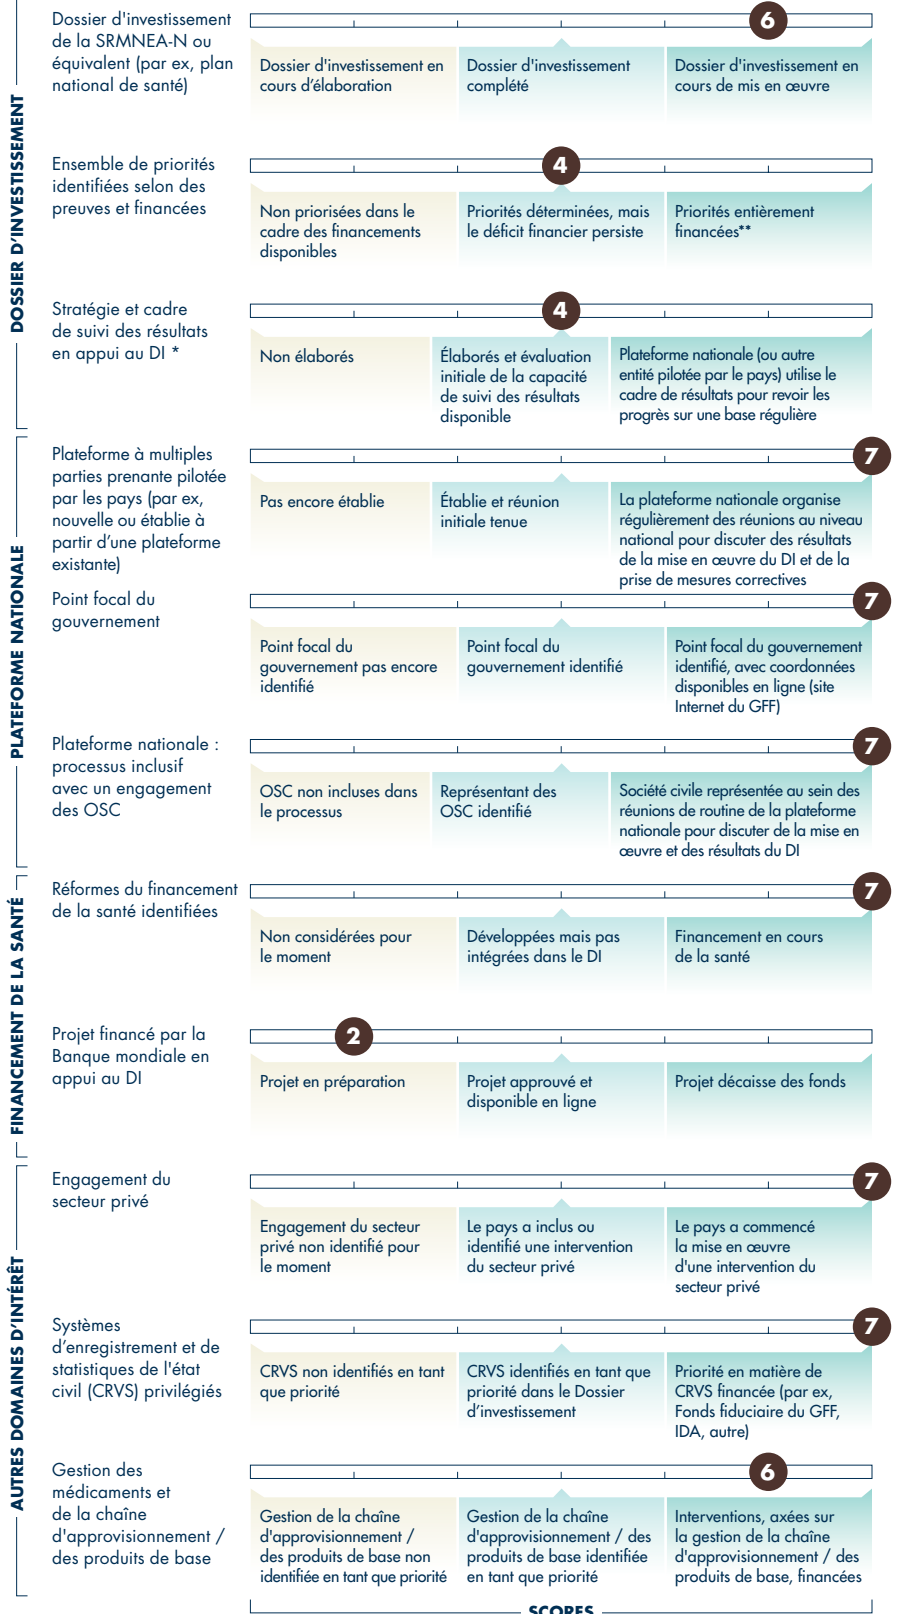 DOSSIER D'INVESTISSEMENT
Dossier d'investissement
de la SRMNEA-N ou
équivalent (par ex, plan
national de santé)
6
Dossier d'investissement en
cours d’élaboration
Dossier d'investissement
complété
Dossier d'investissement en
cours de mis en œuvre
Ensemble de priorités
identifiées selon des
preuves et financées
4
Non priorisées dans le
cadre des financements
disponibles
Priorités déterminées, mais
le déficit financier persiste
Priorités entièrement
financées**
Stratégie et cadre
de suivi des résultats
en appui au DI *
4
Non élaborés
Élaborés et évaluation
initiale de la capacité
de suivi des résultats
disponible
Plateforme nationale (ou autre
entité pilotée par le pays) utilise le
cadre de résultats pour revoir les
progrès sur une base régulière
PLATEFORME NATIONALE
Plateforme à multiples
parties prenante pilotée
par les pays (par ex,
nouvelle ou établie à
partir d’une plateforme
existante)
7
Pas encore établie
Établie et réunion
initiale tenue
La plateforme nationale organise
régulièrement des réunions au niveau
national pour discuter des résultats
de la mise en œuvre du DI et de la
prise de mesures correctives
Point focal du
gouvernement
7
Point focal du
gouvernement pas encore
identifié
Point focal du
gouvernement identifié
Point focal du gouvernement
identifié, avec coordonnées
disponibles en ligne (site
Internet du GFF)
Plateforme nationale :
processus inclusif
avec un engagement
des OSC
7
OSC non incluses dans
le processus
Représentant des
OSC identifié
Société civile représentée au sein des
réunions de routine de la plateforme
nationale pour discuter de la mise en
œuvre et des résultats du DI
FINANCEMENT DE LA SANTÉ
Réformes du financement
de la santé identifiées
7
Non considérées pour
le moment
Développées mais pas
intégrées dans le DI
Financement en cours
de la santé
Projet financé par la
Banque mondiale en
appui au DI
2
Projet en préparation
Projet approuvé et
disponible en ligne
Projet décaisse des fonds
AUTRES DOMAINES D’INTÉRÊT
Engagement du
secteur privé
7
Engagement du secteur
privé non identifié pour
le moment
Le pays a inclus ou
identifié une intervention
du secteur privé
Le pays a commencé
la mise en œuvre
d'une intervention du
secteur privé
Systèmes
d’enregistrement et de
statistiques de l'état
civil (CRVS) privilégiés
7
CRVS non identifiés en tant
que priorité
CRVS identifiés en tant que
priorité dans le Dossier
d’investissement
Priorité en matière de
CRVS financée (par ex,
Fonds fiduciaire du GFF,
IDA, autre)
Gestion des
médicaments et
de la chaîne
d'approvisionnement /
des produits de base
6
Gestion de la chaîne
d'approvisionnement /
des produits de base non
identifiée en tant que priorité
Gestion de la chaîne
d'approvisionnement / des
produits de base identifiée
en tant que priorité
Interventions, axées sur
la gestion de la chaîne
d'approvisionnement / des
produits de base, financées
SCORES